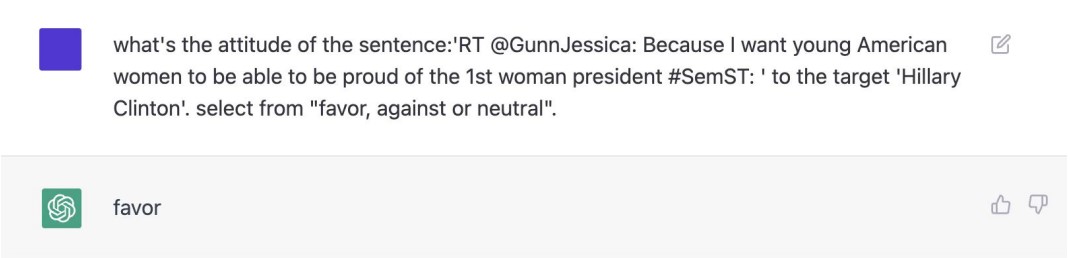 what's the attitude of the sentence:'RT @GunnJessica: Because I want young American
women to be able to be proud of the 1st woman president #SemST: ' to the target 'Hillary
Clinton'. select from "favor, against or neutral".
favor